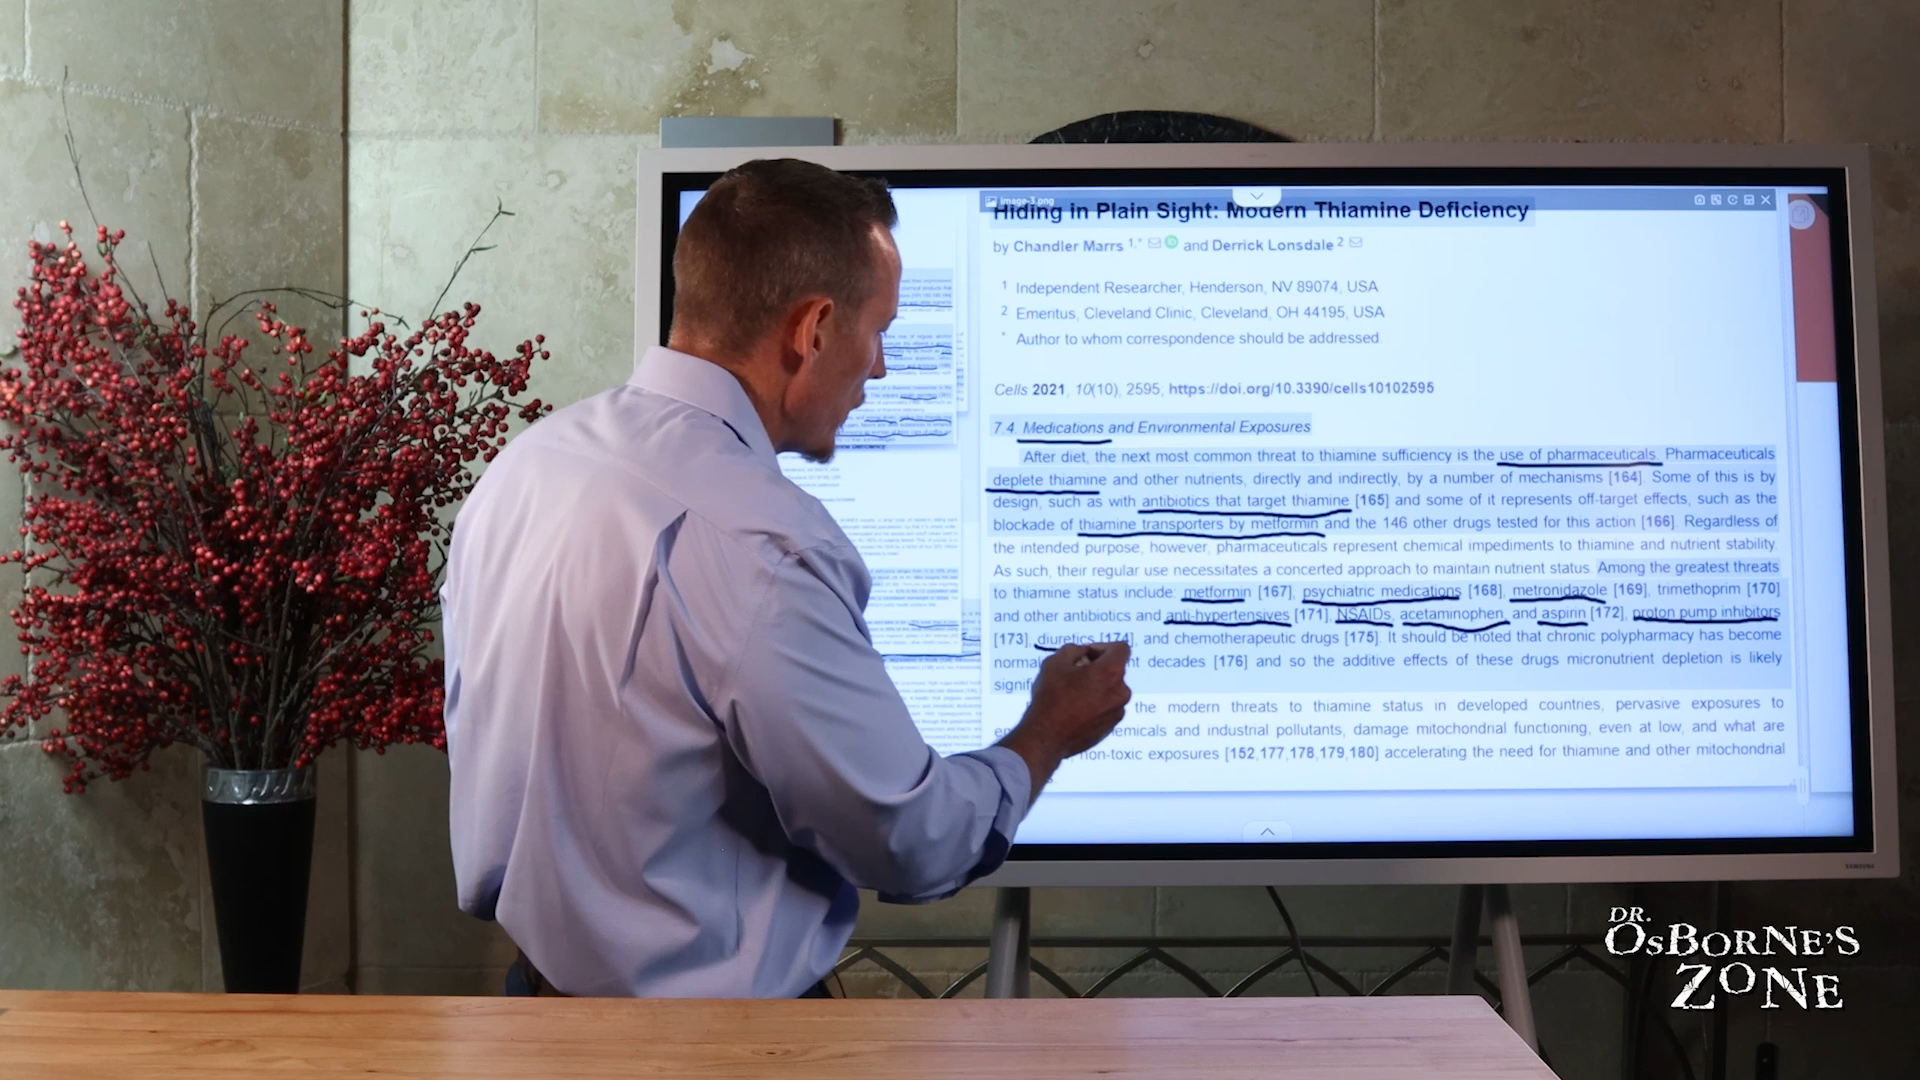 image-3.png
Hiding in Plain Sight: Modern Thiamine Deficiency
by Chandler Marrs 1,* and Derrick Lonsdale 2
1 Independent Researcher, Henderson, NV 89074, USA
2 Emeritus, Cleveland Clinic, Cleveland, OH 44195, USA
* Author to whom correspondence should be addressed.
Cells 2021, 10(10), 2595, https://doi.org/10.3390/cells10102595
7.4. Medications and Environmental Exposures
After diet, the next most common threat to thiamine sufficiency is the use of pharmaceuticals. Pharmaceuticals
deplete thiamine and other nutrients, directly and indirectly, by a number of mechanisms [164]. Some of this is by
design, such as with antibiotics that target thiamine [165] and some of it represents off-target effects, such as the
blockade of thiamine transporters by metformin and the 146 other drugs tested for this action [166]. Regardless of
the intended purpose, however, pharmaceuticals represent chemical impediments to thiamine and nutrient stability.
As such, their regular use necessitates a concerted approach to maintain nutrient status. Among the greatest threats
to thiamine status include: metformin [167], psychiatric medications [168], metronidazole [169], trimethoprim [170]
and other antibiotics and anti-hypertensives [171], NSAIDs, acetaminophen, and aspirin [172], proton pump inhibitors
[173], diuretics [174], and chemotherapeutic drugs [175]. It should be noted that chronic polypharmacy has become
normal decades [176] and so the additive effects of these drugs micronutrient depletion is likely
signifi
the modern threats to thiamine status in developed countries, pervasive exposures to
emicals and industrial pollutants, damage mitochondrial functioning, even at low, and what are
non-toxic exposures [152,177,178,179,180] accelerating the need for thiamine and other mitochondrial
SAMSUNG
DR.
OSBORNE'S
ZONE